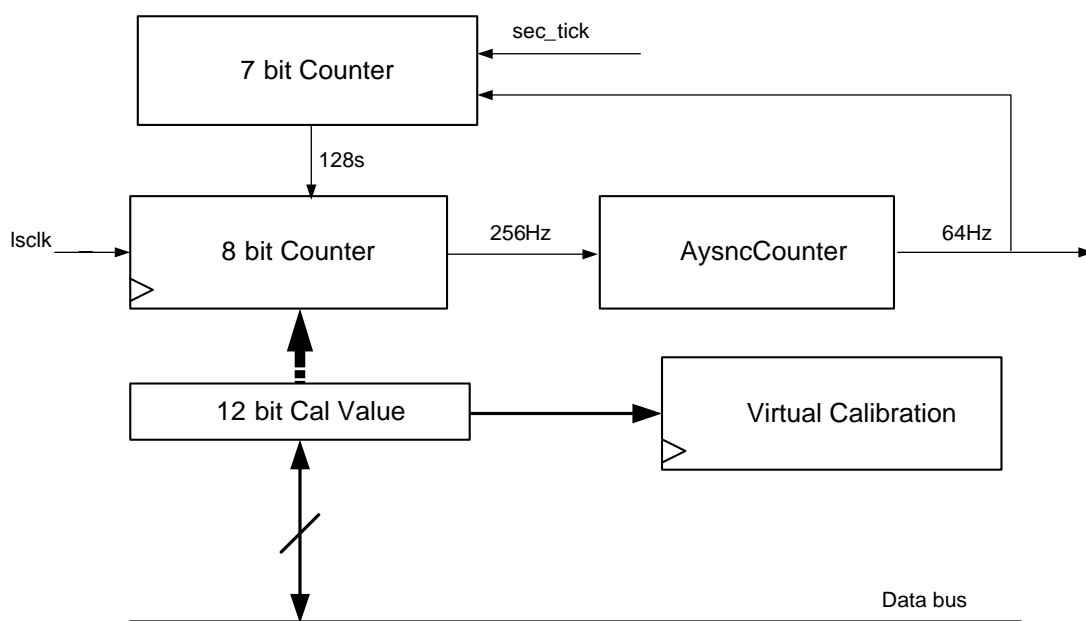 sec_tick
7 bit Counter
128s
lsclk
8 bit Counter
256Hz
AysncCounter
64Hz
12 bit Cal Value
Virtual Calibration
Data bus